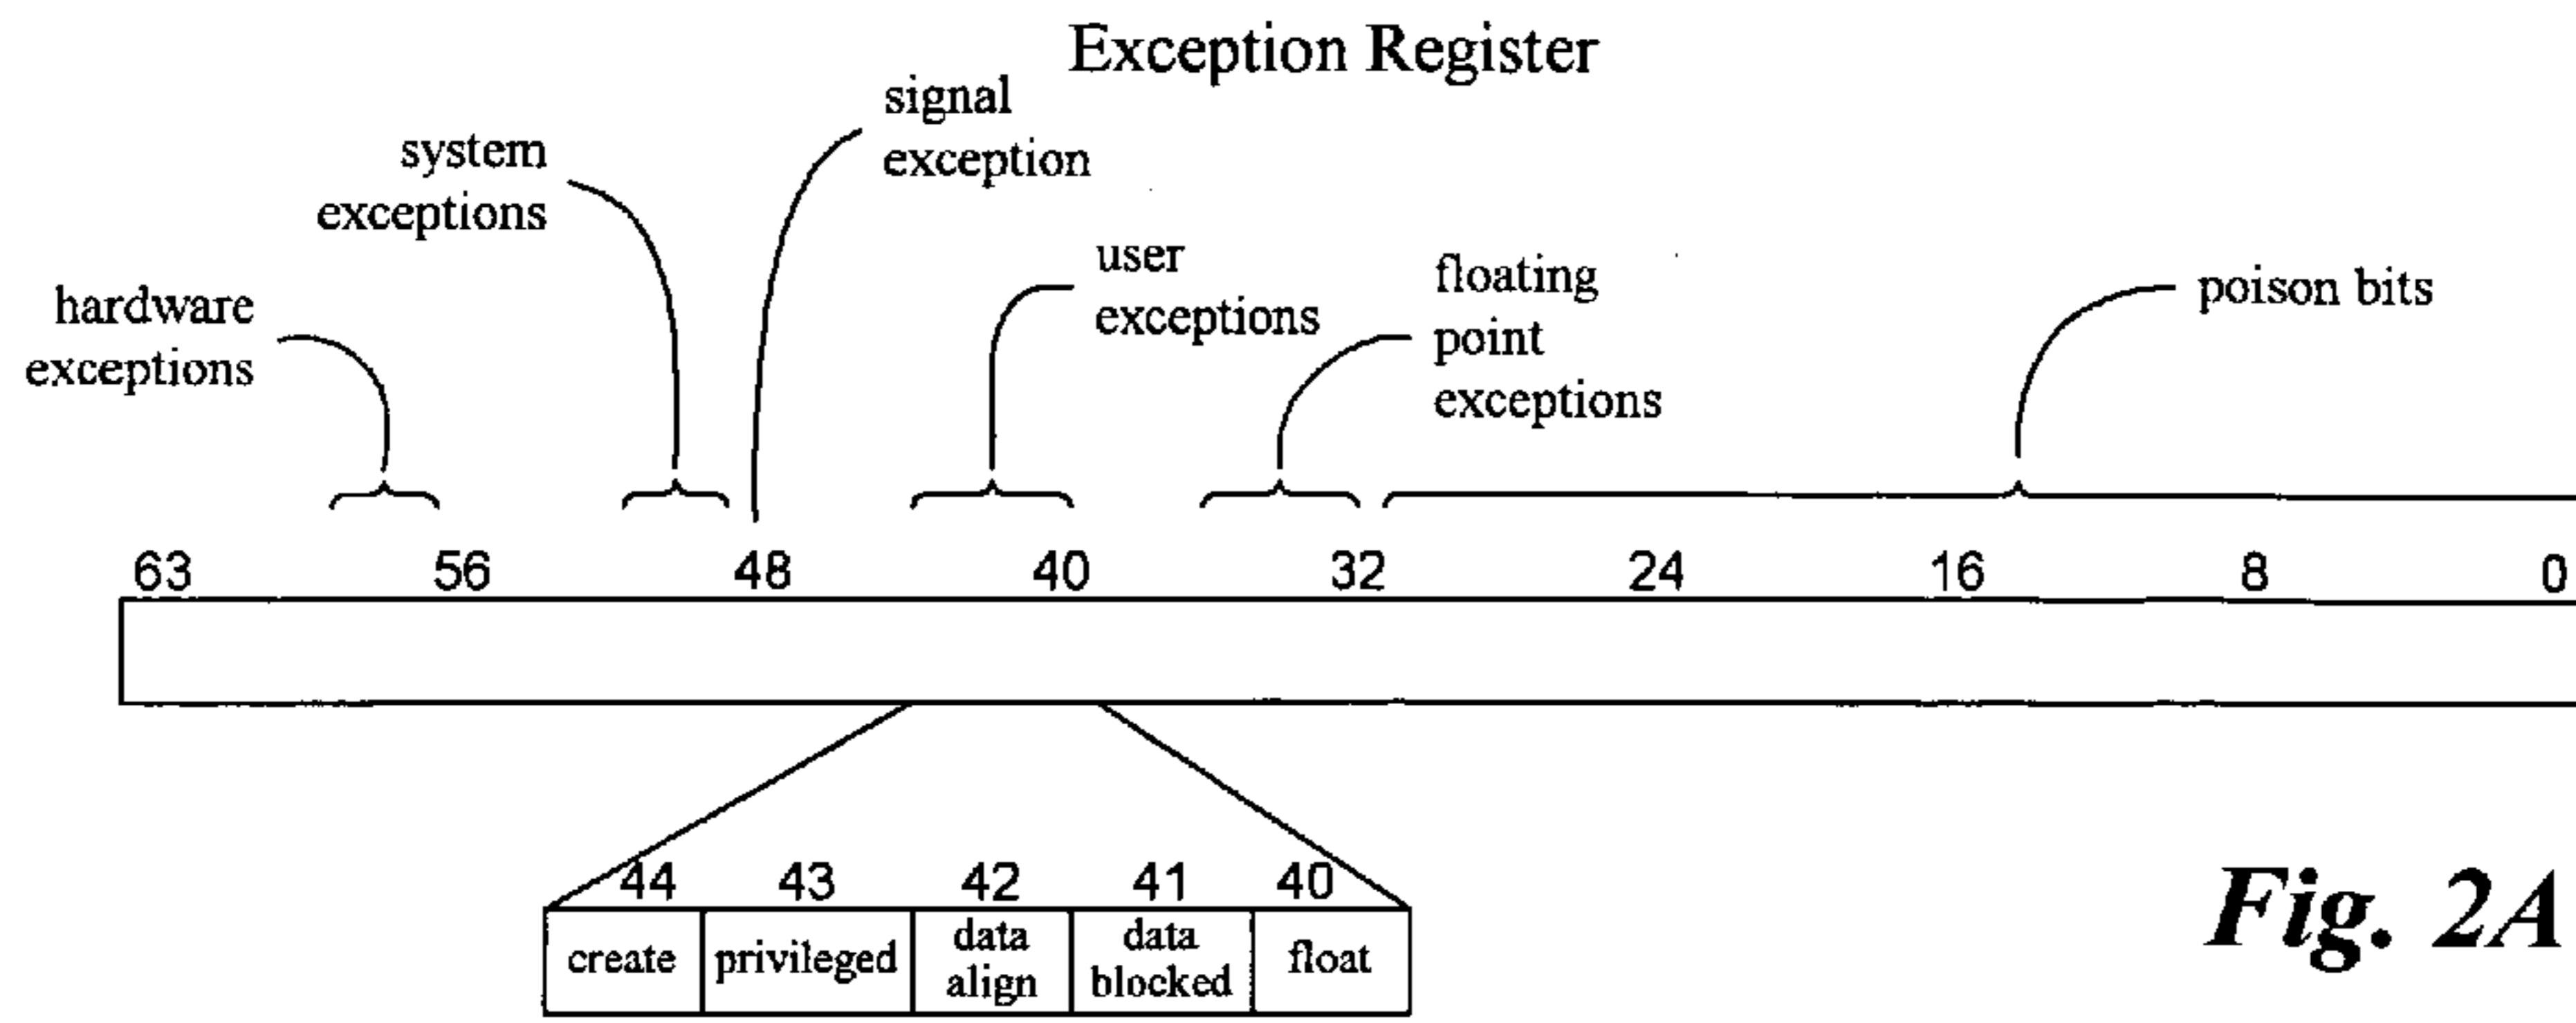 Exception Register
signal
exception
system
exceptions
user
exceptions
floating
point
exceptions
poison bits
hardware
exceptions
63 56 48 40 32 24 16 8 0
44 43 42 41 40
create privileged data align data blocked float
Fig. 2A